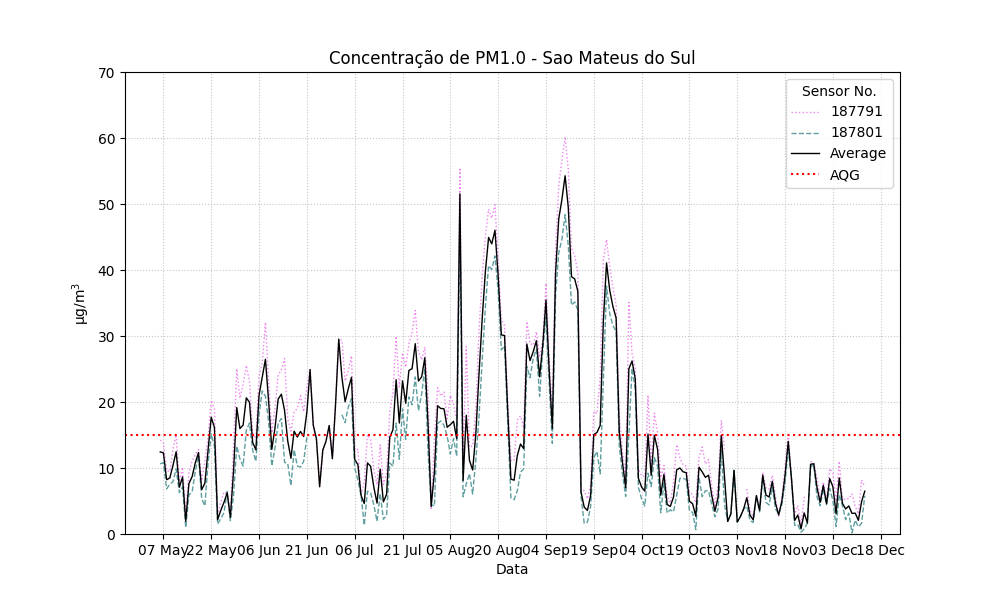 Concentração de PM1.0 - Sao Mateus do Sul
70
60
50
40
30
20
10
0
µg/m³
Sensor No.
187791
187801
Average
AQG
07 May 22 May 06 Jun 21 Jun 06 Jul 21 Jul 05 Aug 20 Aug 04 Sep 19 Sep 04 Oct 19 Oct 03 Nov 18 Nov 03 Dec 18 Dec
Data